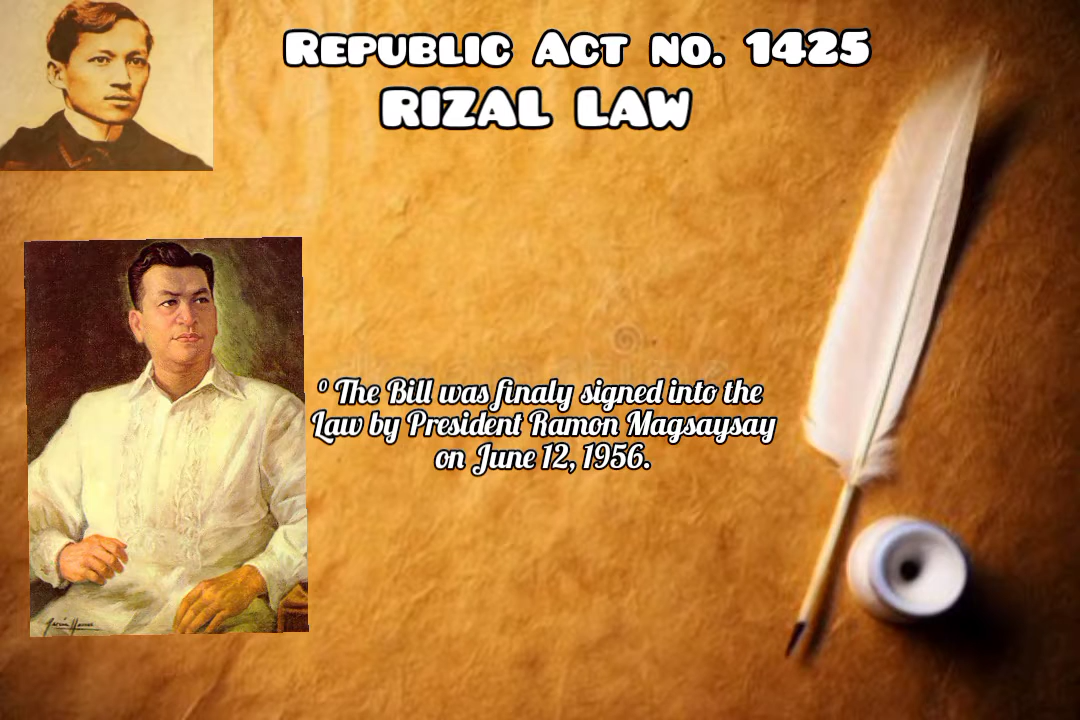 Republic Act no. 1425
RIZAL LAW
⁰ The Bill was finaly signed into the
Law by President Ramon Magsaysay
on June 12, 1956.